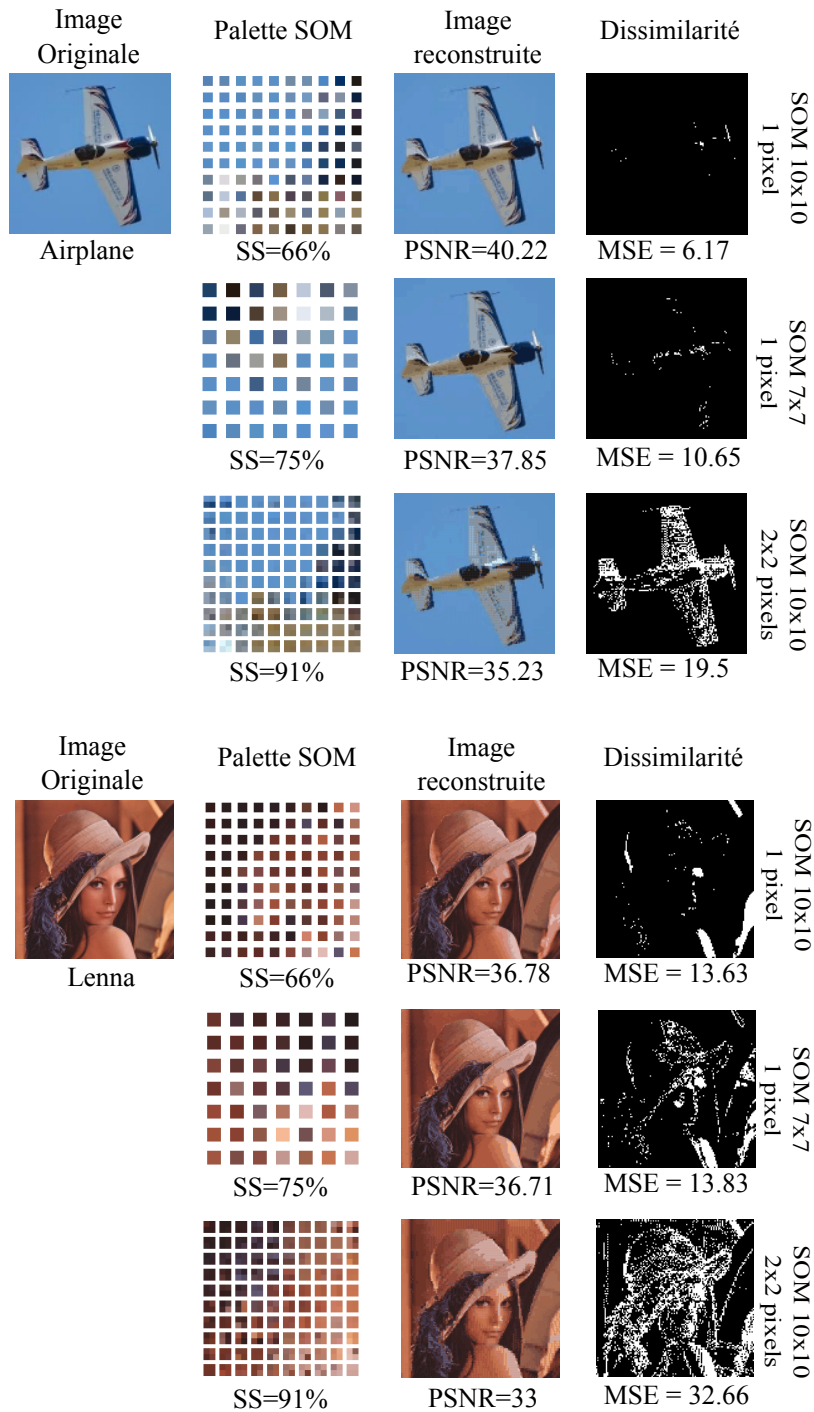 Image
Originale
Palette SOM
Image
reconstruite
Dissimilarité
Airplane
SS=66%
PSNR=40.22
MSE = 6.17
SOM 10x10
1 pixel
SS=75%
PSNR=37.85
MSE = 10.65
SOM 7x7
1 pixel
SS=91%
PSNR=35.23
MSE = 19.5
SOM 10x10
2x2 pixels
Image
Originale
Palette SOM
Image
reconstruite
Dissimilarité
Lenna
SS=66%
PSNR=36.78
MSE = 13.63
SOM 10x10
1 pixel
SS=75%
PSNR=36.71
MSE = 13.83
SOM 7x7
1 pixel
SS=91%
PSNR=33
MSE = 32.66
SOM 10x10
2x2 pixels